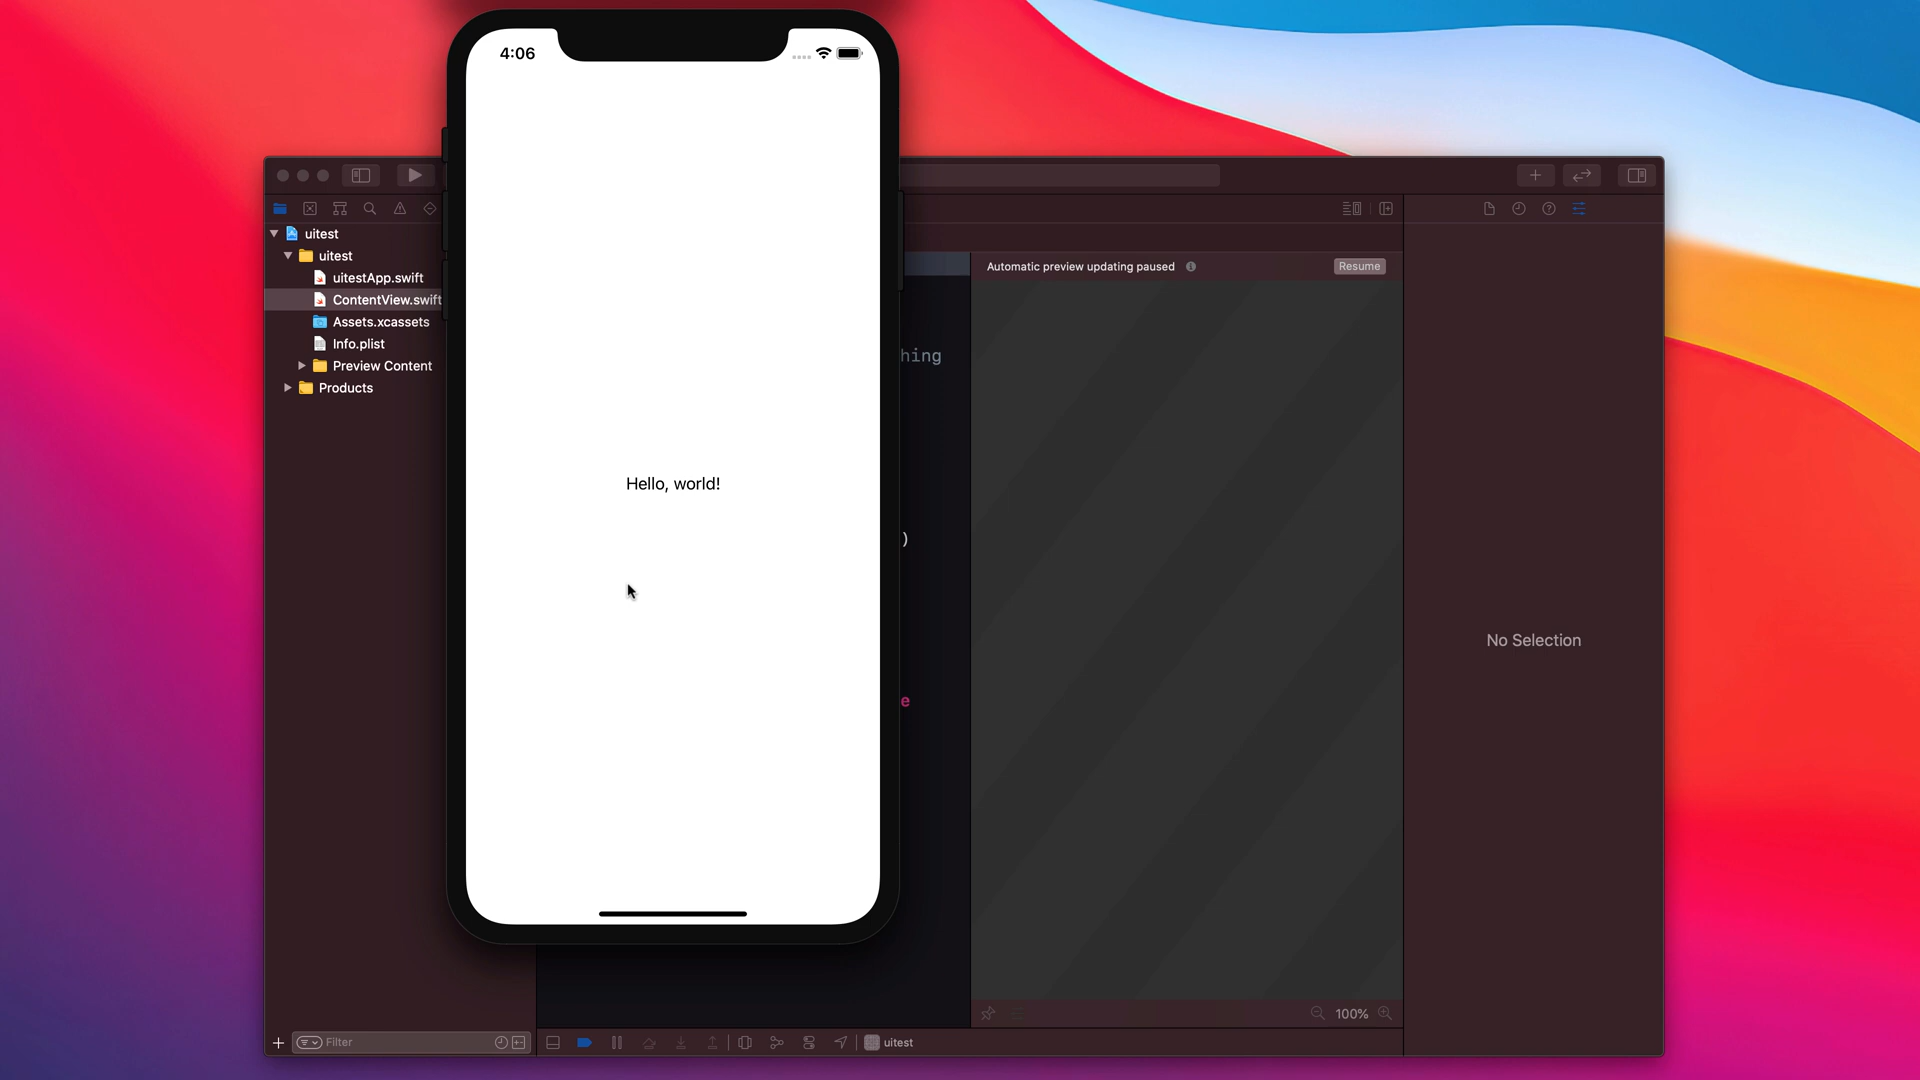 4:06
uitest
uitest
uitestApp.swift
ContentView.swift
Assets.xcassets
Info.plist
Preview Content
Products
Automatic preview updating paused
Resume
hing
)
e
Hello, world!
No Selection
100%
Filter
uitest